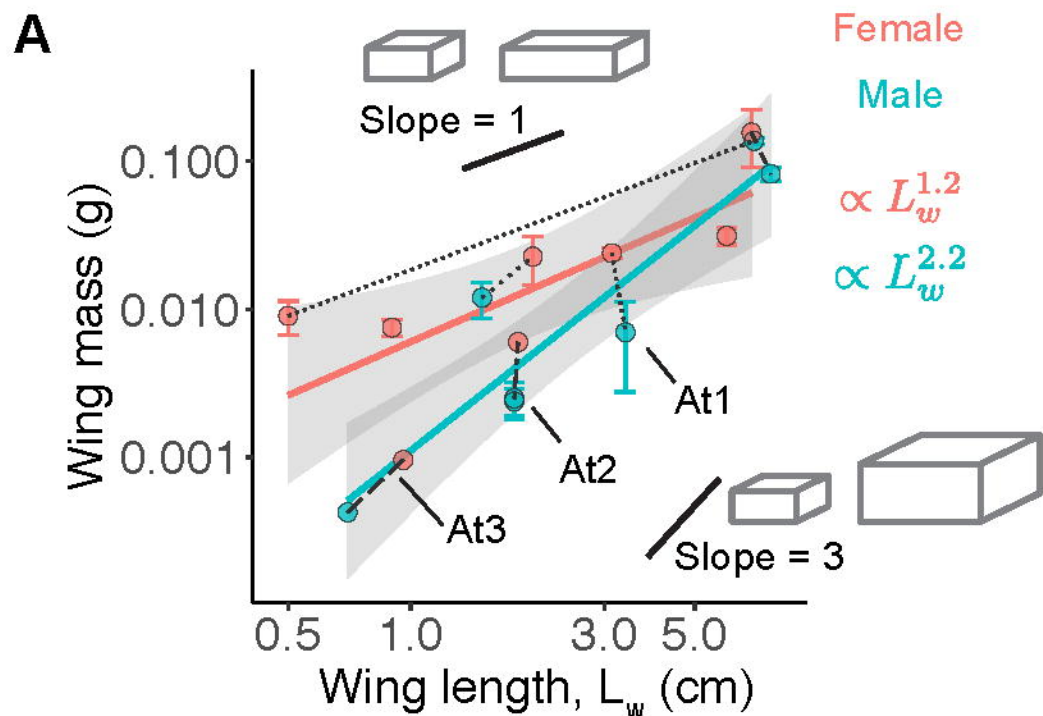 A
Female
Male
∝ L_w^{1.2}
∝ L_w^{2.2}
Slope = 1
Wing mass (g)
0.100
0.010
0.001
At1
At2
At3
Slope = 3
0.5 1.0 3.0 5.0
Wing length, L_w (cm)